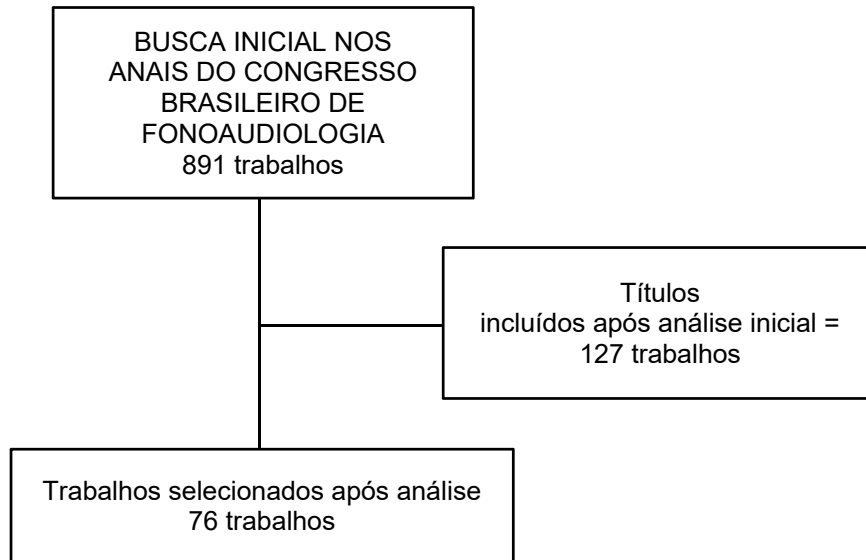 BUSCA INICIAL NOS
ANAIS DO CONGRESSO
BRASILEIRO DE
FONOAUDIOLOGIA
891 trabalhos
Títulos
incluídos após análise inicial =
127 trabalhos
Trabalhos selecionados após análise
76 trabalhos